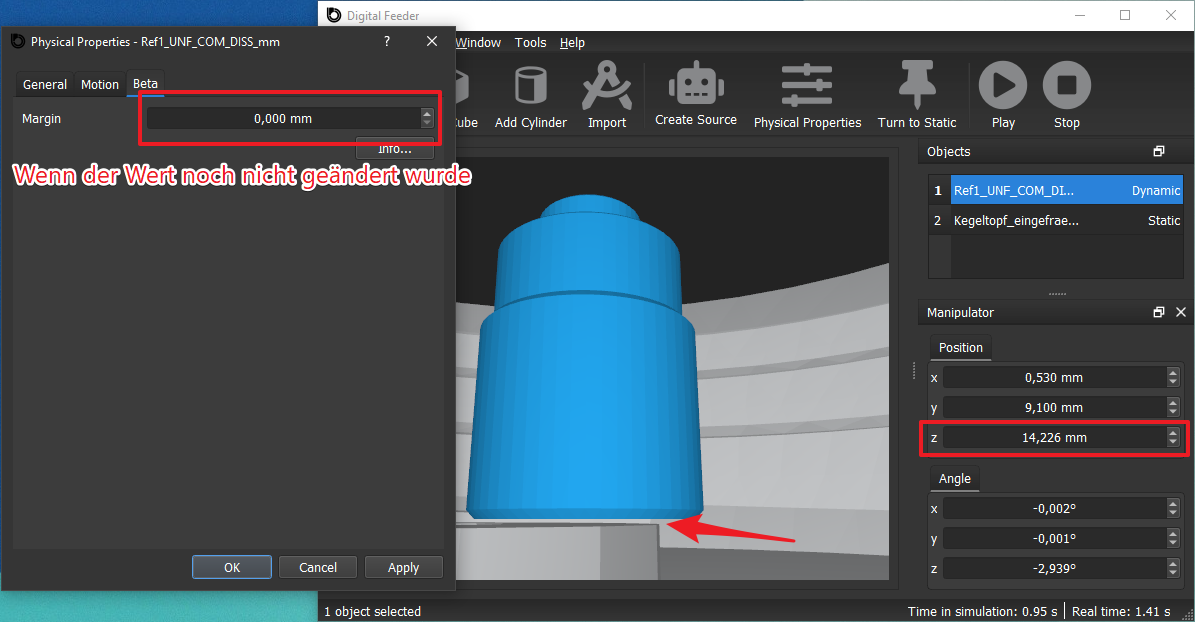 Digital Feeder
Physical Properties - Ref1_UNF_COM_DISS_mm
?
Window
Tools
Help
General
Motion
Beta
Margin
0,000 mm
Info...
Wenn der Wert noch nicht geändert wurde
Add Cylinder
Import
Create Source
Physical Properties
Turn to Static
Play
Stop
Objects
1 Ref1_UNF_COM_DI... Dynamic
2 Kegeltopf_eingefrae... Static
Manipulator
Position
x 0,530 mm
y 9,100 mm
z 14,226 mm
Angle
x -0,002°
y -0,001°
z -2,939°
OK
Cancel
Apply
1 object selected
Time in simulation: 0.95 s
Real time: 1.41 s